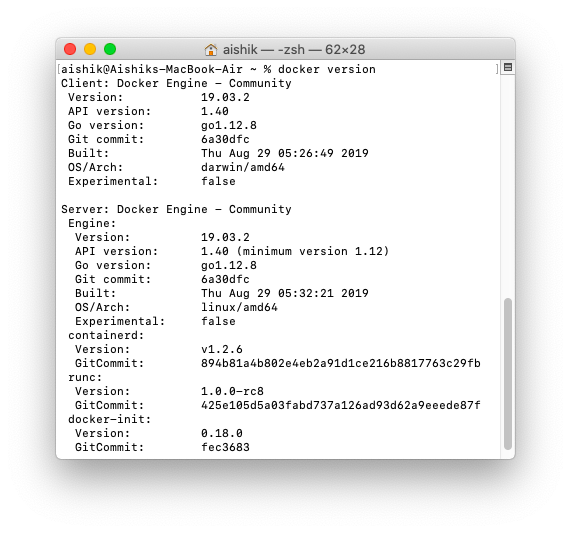 aishik — -zsh — 62×28
[aishik@Aishiks-MacBook-Air ~ % docker version ]
Client: Docker Engine - Community
Version: 19.03.2
API version: 1.40
Go version: go1.12.8
Git commit: 6a30dfc
Built: Thu Aug 29 05:26:49 2019
OS/Arch: darwin/amd64
Experimental: false

Server: Docker Engine - Community
Engine:
Version: 19.03.2
API version: 1.40 (minimum version 1.12)
Go version: go1.12.8
Git commit: 6a30dfc
Built: Thu Aug 29 05:32:21 2019
OS/Arch: linux/amd64
Experimental: false
containerd:
Version: v1.2.6
GitCommit: 894b81a4b802e4eb2a91d1ce216b8817763c29fb
runc:
Version: 1.0.0-rc8
GitCommit: 425e105d5a03fabd737a126ad93d62a9eeede87f
docker-init:
Version: 0.18.0
GitCommit: fec3683